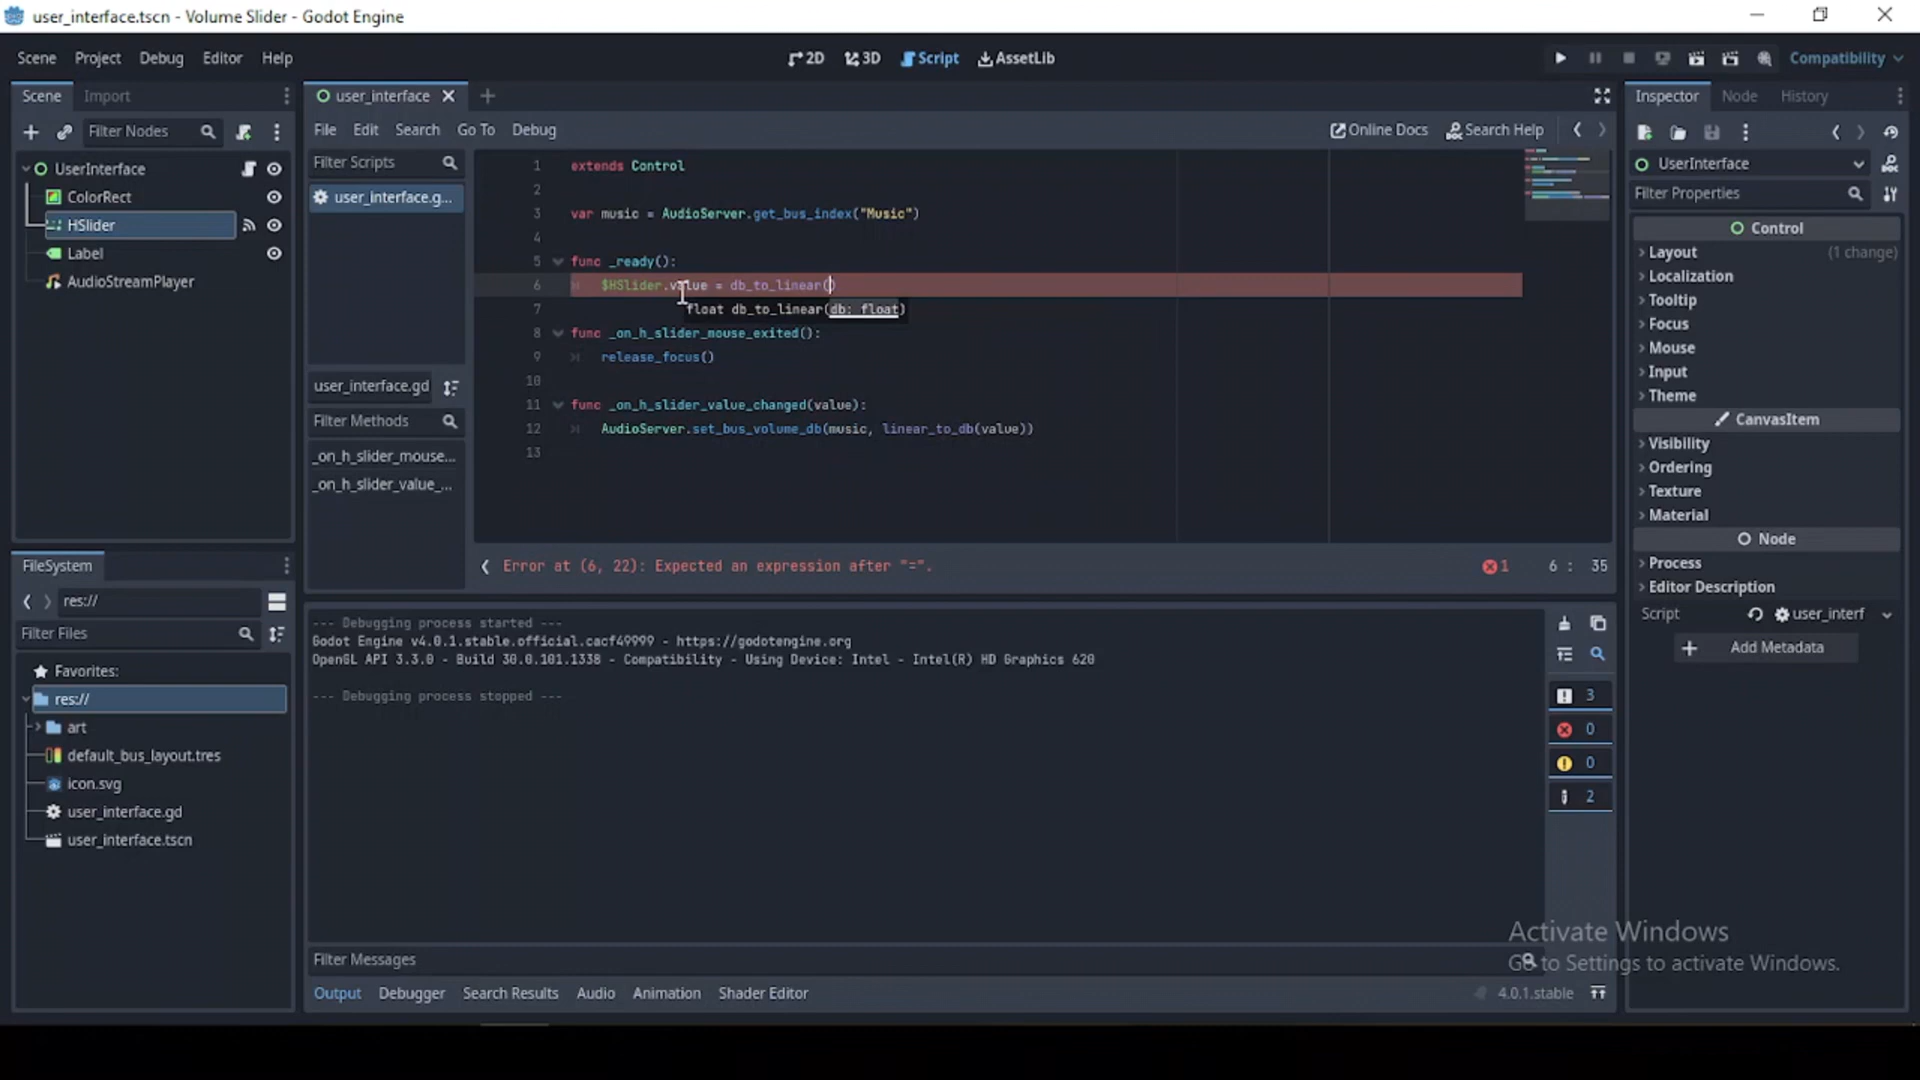 user_interface.tscn - Volume Slider - Godot Engine
Scene Project Debug Editor Help
2D 3D Script AssetLib
Compatibility
Scene Import
Filter Nodes
UserInterface
ColorRect
HSlider
Label
AudioStreamPlayer
FileSystem
res://
Filter Files
Favorites:
res://
art
default_bus_layout.tres
icon.svg
user_interface.gd
user_interface.tscn
user_interface
File Edit Search Go To Debug
Online Docs Search Help
Filter Scripts
user_interface.g...
user_interface.gd
Filter Methods
_on_h_slider_mouse...
_on_h_slider_value_...
1 extends Control
2
3 var music = AudioServer.get_bus_index("Music")
4
5 func _ready():
6 $HSlider.value = db_to_linear()
7 float db_to_linear(db: float)
8 func _on_h_slider_mouse_exited():
9 release_focus()
10
11 func _on_h_slider_value_changed(value):
12 AudioServer.set_bus_volume_db(music, linear_to_db(value))
13
Error at (6, 22): Expected an expression after "=".
1 6 : 35
--- Debugging process started ---
Godot Engine v4.0.1.stable.official.cacf49999 - https://godotengine.org
OpenGL API 3.3.0 - Build 30.0.101.1338 - Compatibility - Using Device: Intel - Intel(R) HD Graphics 620
--- Debugging process stopped ---
3
0
0
2
Filter Messages
Output Debugger Search Results Audio Animation Shader Editor
4.0.1.stable
Inspector Node History
UserInterface
Filter Properties
Control
Layout (1 change)
Localization
Tooltip
Focus
Mouse
Input
Theme
CanvasItem
Visibility
Ordering
Texture
Material
Node
Process
Editor Description
Script user_interf
Add Metadata
Activate Windows
Go to Settings to activate Windows.